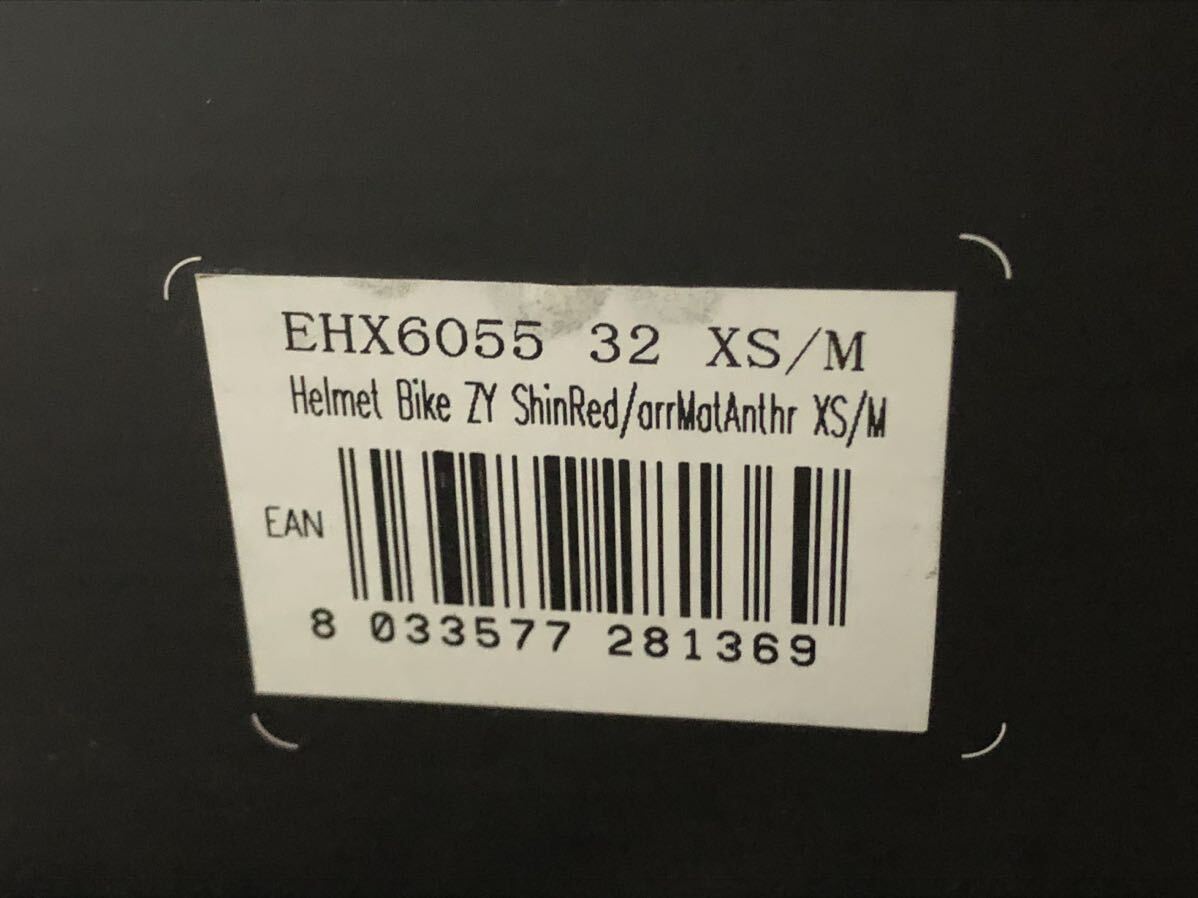 EHX6055 32 XS/M
Helmet Bike ZY ShinRed/arrMatAnthr XS/M
EAN
8 033577 281369